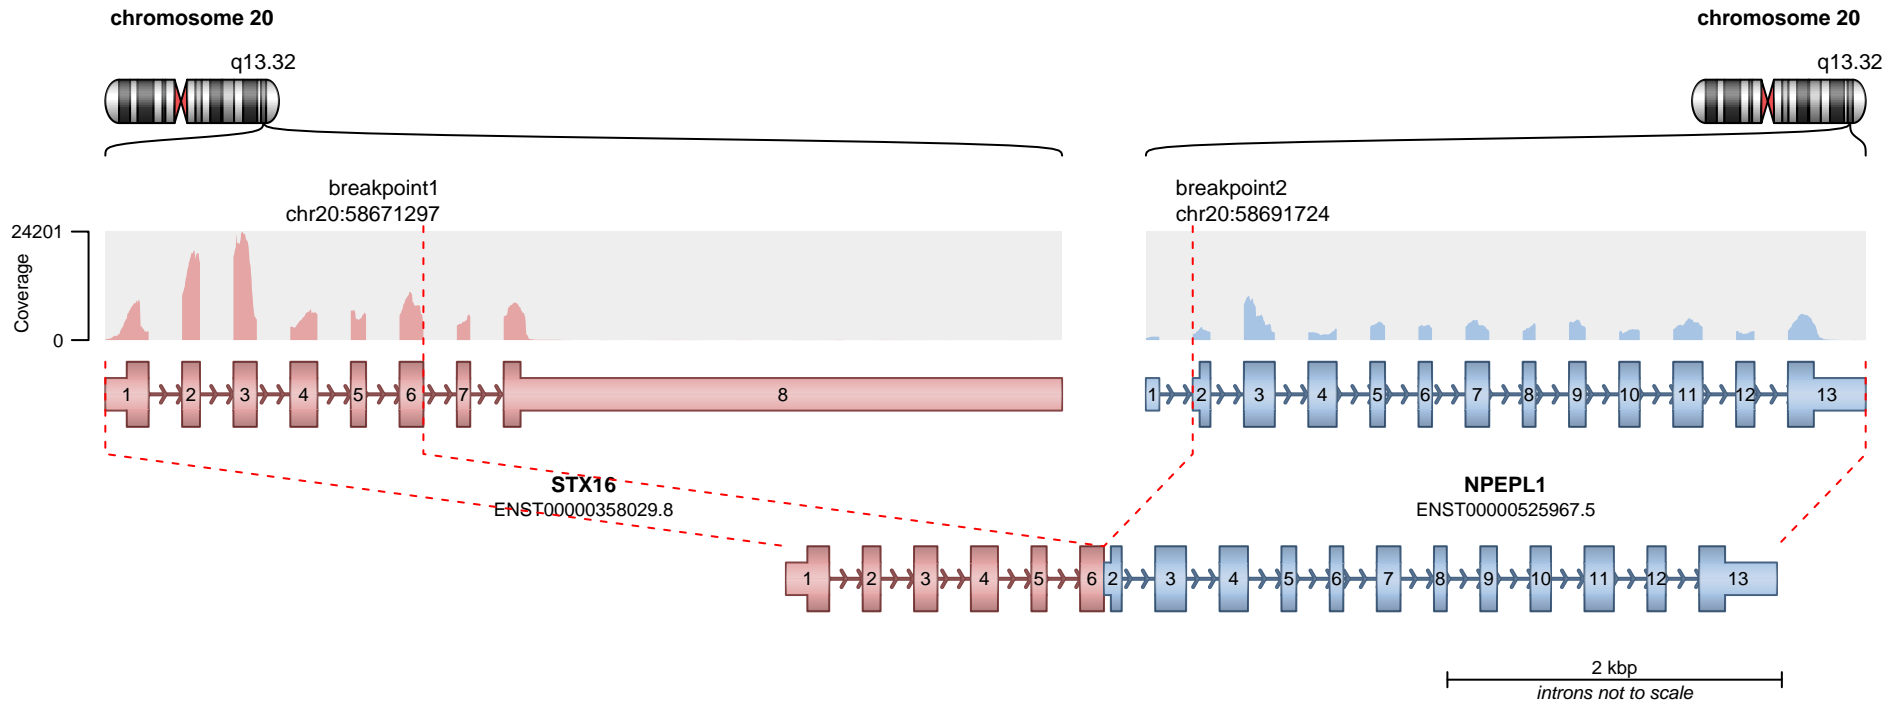 chromosome 20
chromosome 20
q13.32
q13.32
breakpoint1
chr20:58671297
breakpoint2
chr20:58691724
24201
Coverage
0
1 2 3 4 5 6 7 8
1 2 3 4 5 6 7 8 9 10 11 12 13
STX16
ENST00000358029.8
NPEPL1
ENST00000525967.5
1 2 3 4 5 6 2 3 4 5 6 7 8 9 10 11 12 13
2 kbp
introns not to scale